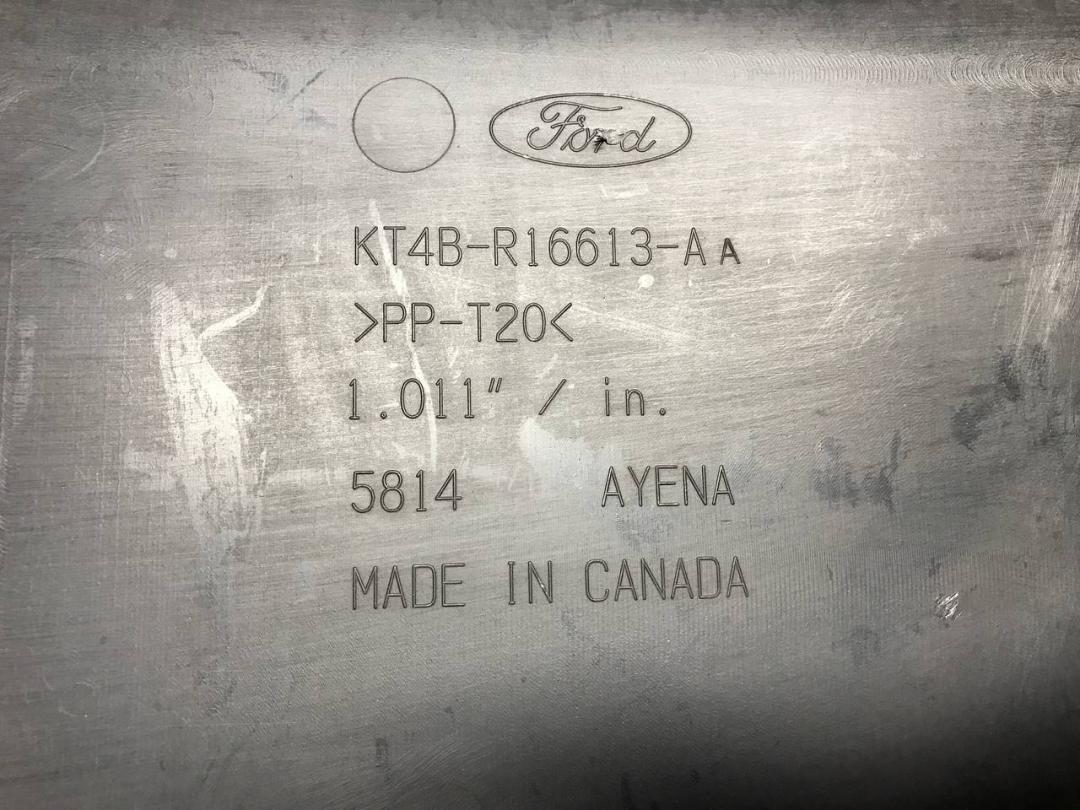 Ford
KT4B-R16613-AA
>PP-T20<
1.011" / in.
5814 AYENA
MADE IN CANADA